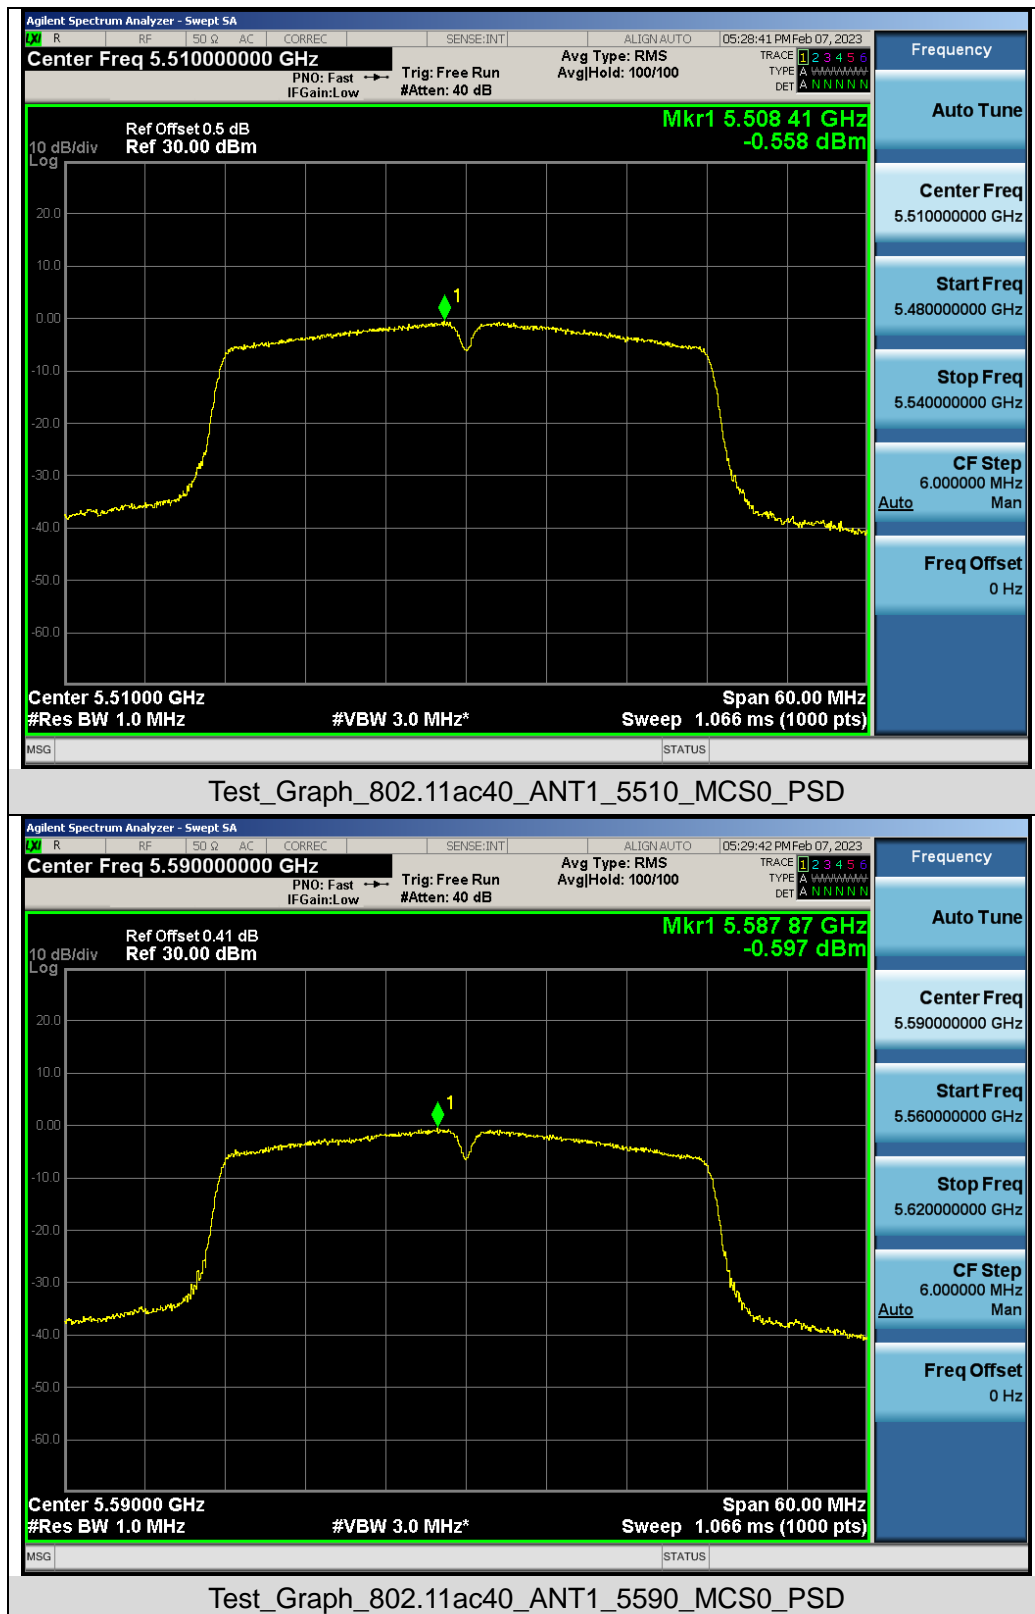 Agilent Spectrum Analyzer - Swept SA
LXI R RF 50 Ω AC CORREC SENSE:INT ALIGN AUTO 05:28:41 PM Feb 07, 2023
Center Freq 5.510000000 GHz
PNO: Fast
IFGain:Low
Trig: Free Run
#Atten: 40 dB
Avg Type: RMS
Avg|Hold: 100/100
TRACE 1 2 3 4 5 6
TYPE A WWWWW
DET A N N N N N
Mkr1 5.508 41 GHz
-0.558 dBm
Ref Offset 0.5 dB
10 dB/div Ref 30.00 dBm
Log
20.0
10.0
0.00
-10.0
-20.0
-30.0
-40.0
-50.0
-60.0
1
Center 5.51000 GHz Span 60.00 MHz
#Res BW 1.0 MHz #VBW 3.0 MHz* Sweep 1.066 ms (1000 pts)
MSG STATUS
Frequency
Auto Tune
Center Freq
5.510000000 GHz
Start Freq
5.480000000 GHz
Stop Freq
5.540000000 GHz
CF Step
6.000000 MHz
Auto Man
Freq Offset
0 Hz
Test_Graph_802.11ac40_ANT1_5510_MCS0_PSD
Agilent Spectrum Analyzer - Swept SA
LXI R RF 50 Ω AC CORREC SENSE:INT ALIGN AUTO 05:29:42 PM Feb 07, 2023
Center Freq 5.590000000 GHz
PNO: Fast
IFGain:Low
Trig: Free Run
#Atten: 40 dB
Avg Type: RMS
Avg|Hold: 100/100
TRACE 1 2 3 4 5 6
TYPE A WWWWW
DET A N N N N N
Mkr1 5.587 87 GHz
-0.597 dBm
Ref Offset 0.41 dB
10 dB/div Ref 30.00 dBm
Log
20.0
10.0
0.00
-10.0
-20.0
-30.0
-40.0
-50.0
-60.0
1
Center 5.59000 GHz Span 60.00 MHz
#Res BW 1.0 MHz #VBW 3.0 MHz* Sweep 1.066 ms (1000 pts)
MSG STATUS
Frequency
Auto Tune
Center Freq
5.590000000 GHz
Start Freq
5.560000000 GHz
Stop Freq
5.620000000 GHz
CF Step
6.000000 MHz
Auto Man
Freq Offset
0 Hz
Test_Graph_802.11ac40_ANT1_5590_MCS0_PSD